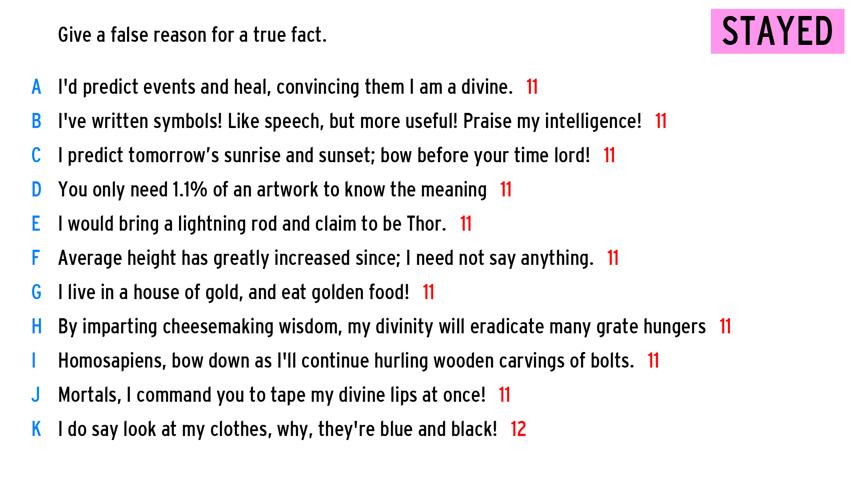 Give a false reason for a true fact.
STAYED
A I'd predict events and heal, convincing them I am a divine. 11
B I've written symbols! Like speech, but more useful! Praise my intelligence! 11
C I predict tomorrow's sunrise and sunset; bow before your time lord! 11
D You only need 1.1% of an artwork to know the meaning 11
E I would bring a lightning rod and claim to be Thor. 11
F Average height has greatly increased since; I need not say anything. 11
G I live in a house of gold, and eat golden food! 11
H By imparting cheesemaking wisdom, my divinity will eradicate many grate hungers 11
I Homosapiens, bow down as I'll continue hurling wooden carvings of bolts. 11
J Mortals, I command you to tape my divine lips at once! 11
K I do say look at my clothes, why, they're blue and black! 12